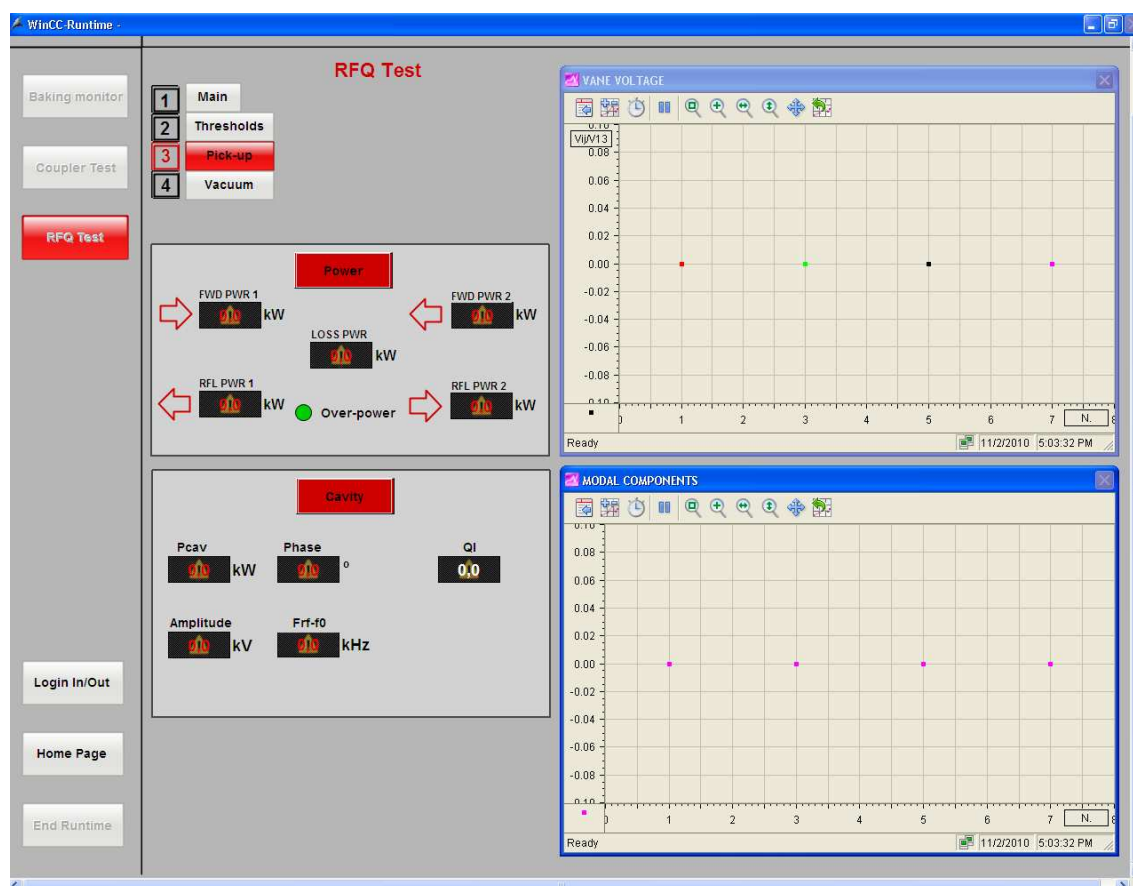 WinCC-Runtime -
Baking monitor
Coupler Test
RFQ Test
Login In/Out
Home Page
End Runtime
RFQ Test
1 Main
2 Thresholds
3 Pick-up
4 Vacuum
Power
FWD PWR 1
kW
FWD PWR 2
kW
LOSS PWR
kW
RFL PWR 1
kW
Over-power
RFL PWR 2
kW
Cavity
Pcav
kW
Phase
º
Ql
0,0
Amplitude
kV
Frf-f0
kHz
VANE VOLTAGE
0.10
Vij/V13
0.08
0.06
0.04
0.02
0.00
-0.02
-0.04
-0.06
-0.08
-0.10
1 2 3 4 5 6 7 N. 8
Ready 11/2/2010 5:03:32 PM
MODAL COMPONENTS
0.10
0.08
0.06
0.04
0.02
0.00
-0.02
-0.04
-0.06
-0.08
-0.10
1 2 3 4 5 6 7 N. 8
Ready 11/2/2010 5:03:32 PM